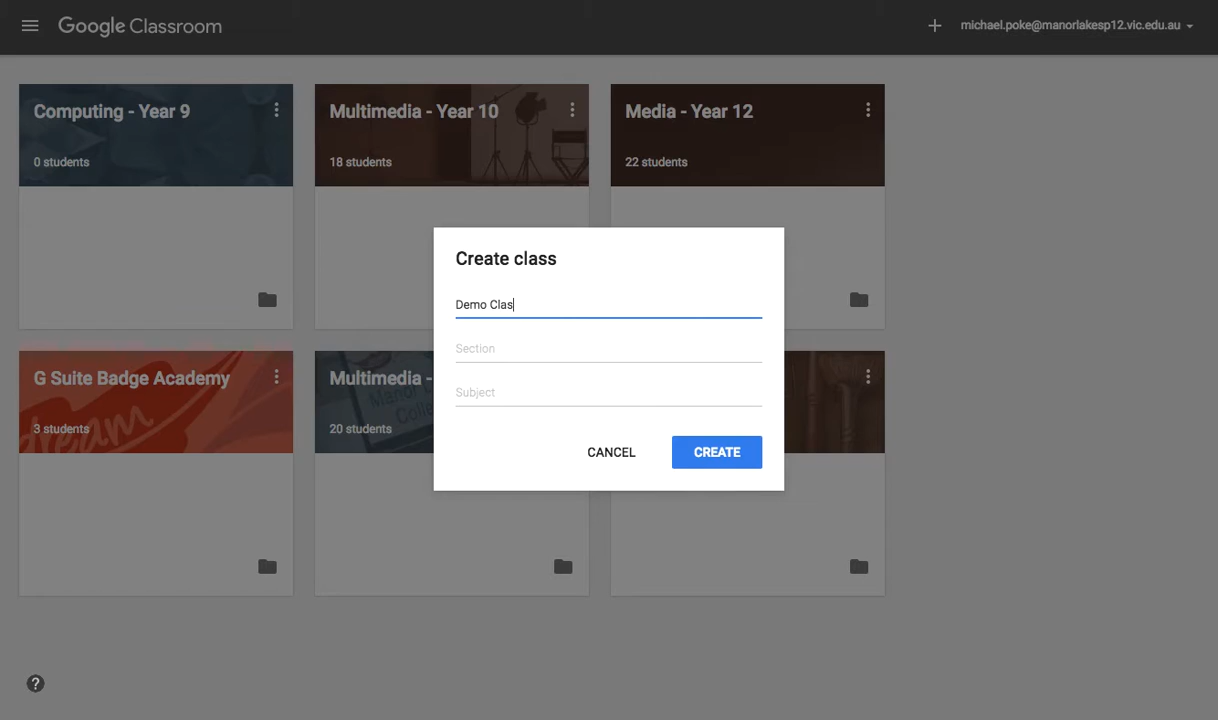 Google Classroom
michael.poke@manorlakesp12.vic.edu.au
Computing - Year 9
0 students
Multimedia - Year 10
18 students
Media - Year 12
22 students
Create class
Demo Clas
Section
Subject
CANCEL
CREATE
G Suite Badge Academy
dream
3 students
Multimedia -
20 students
?